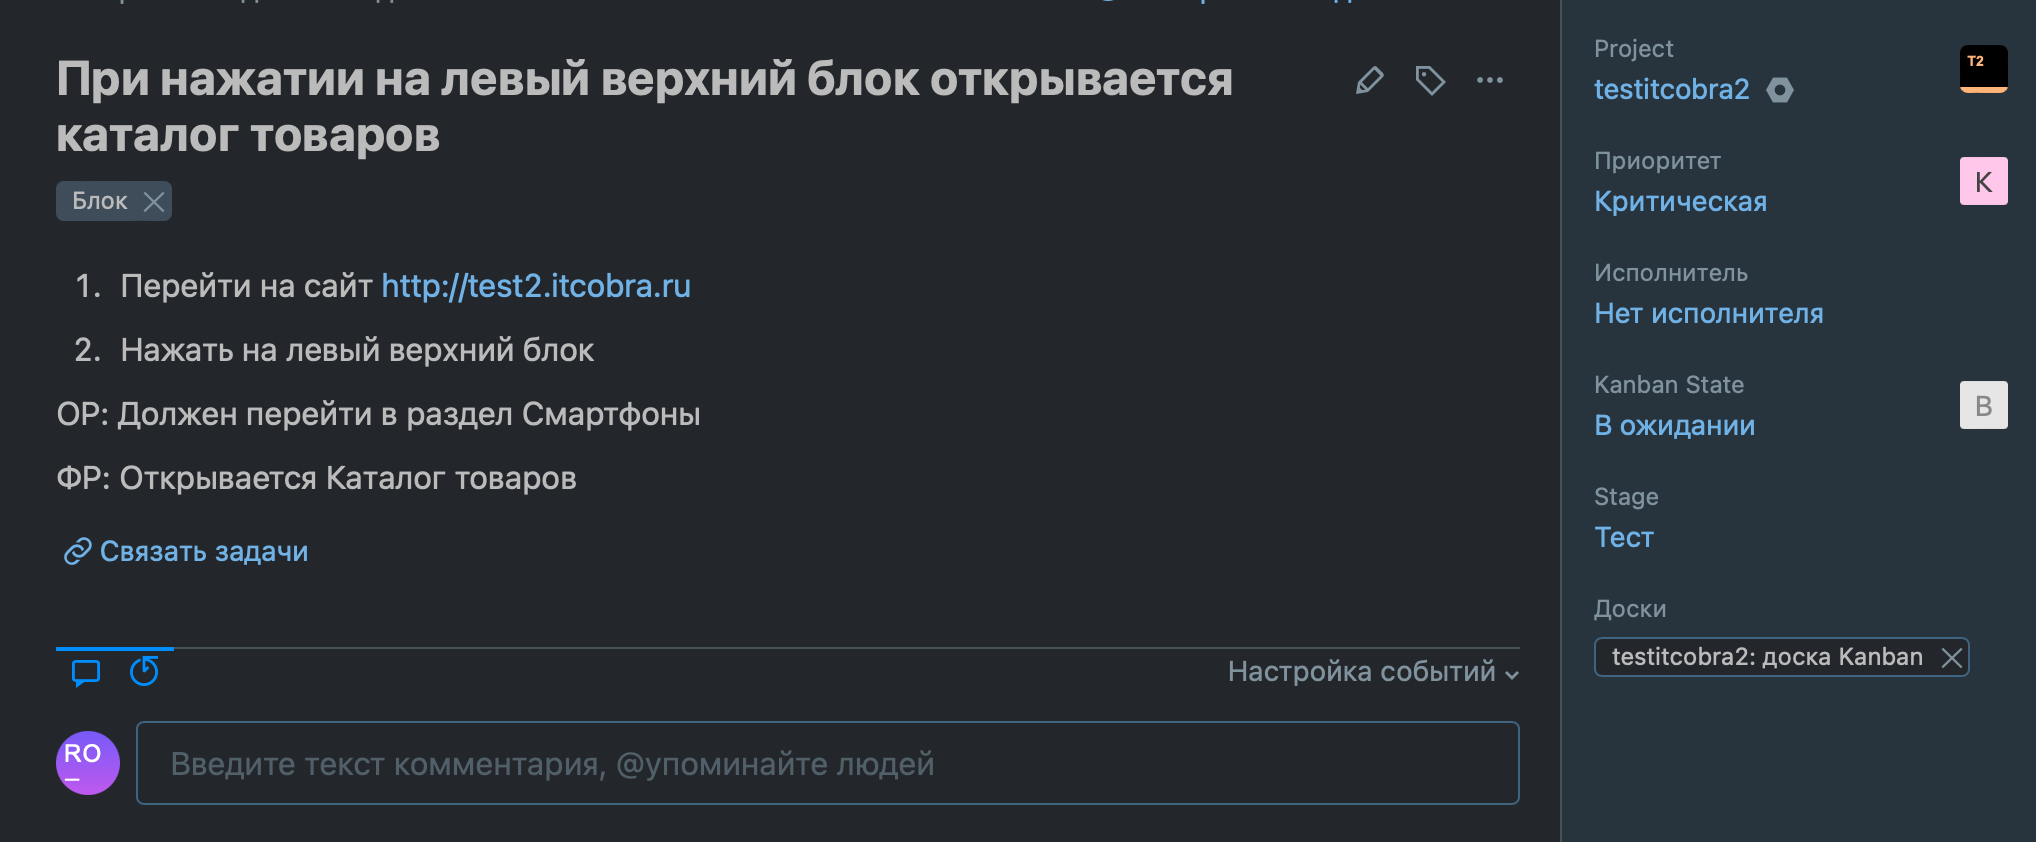 При нажатии на левый верхний блок открывается
каталог товаров
Блок
1. Перейти на сайт http://test2.itcobra.ru
2. Нажать на левый верхний блок
ОР: Должен перейти в раздел Смартфоны
ФР: Открывается Каталог товаров
Связать задачи
Настройка событий
RO
Введите текст комментария, @упоминайте людей
Project
testitcobra2
T2
Приоритет
Критическая
К
Исполнитель
Нет исполнителя
Kanban State
В ожидании
В
Stage
Тест
Доски
testitcobra2: доска Kanban